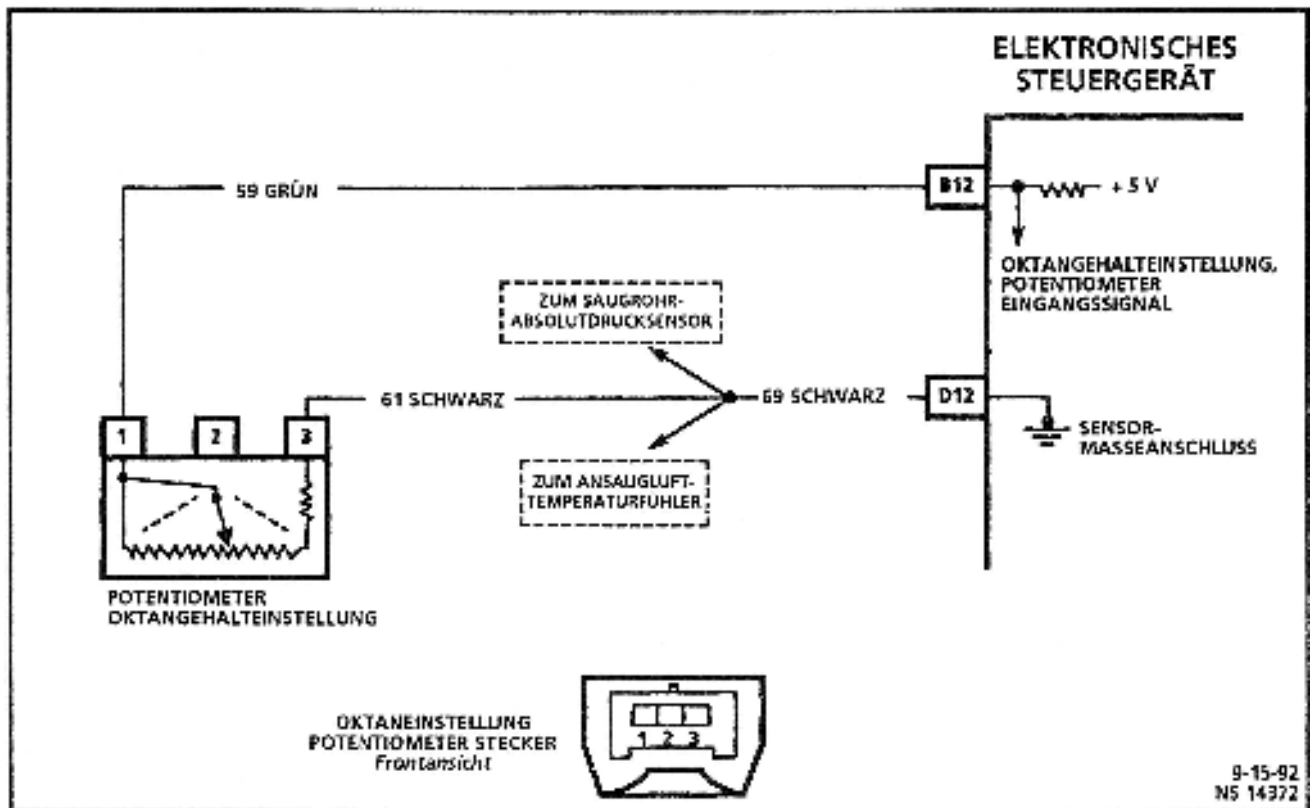 ELEKTRONISCHES
STEUERGERÄT
59 GRÜN
B12
+ 5 V
OKTANGEHALTEINSTELLUNG,
POTENTIOMETER
EINGANGSSIGNAL
ZUM SAUGROHR-
ABSOLUTDRUCKSENSOR
61 SCHWARZ
69 SCHWARZ
D12
SENSOR-
MASSEANSCHLUSS
1 2 3
ZUM ANSAUGLUFT-
TEMPERATURFÜHLER
POTENTIOMETER
OKTANGEHALTEINSTELLUNG
OKTANEINSTELLUNG
POTENTIOMETER STECKER
Frontansicht
1 2 3
9-15-92
NS 14372